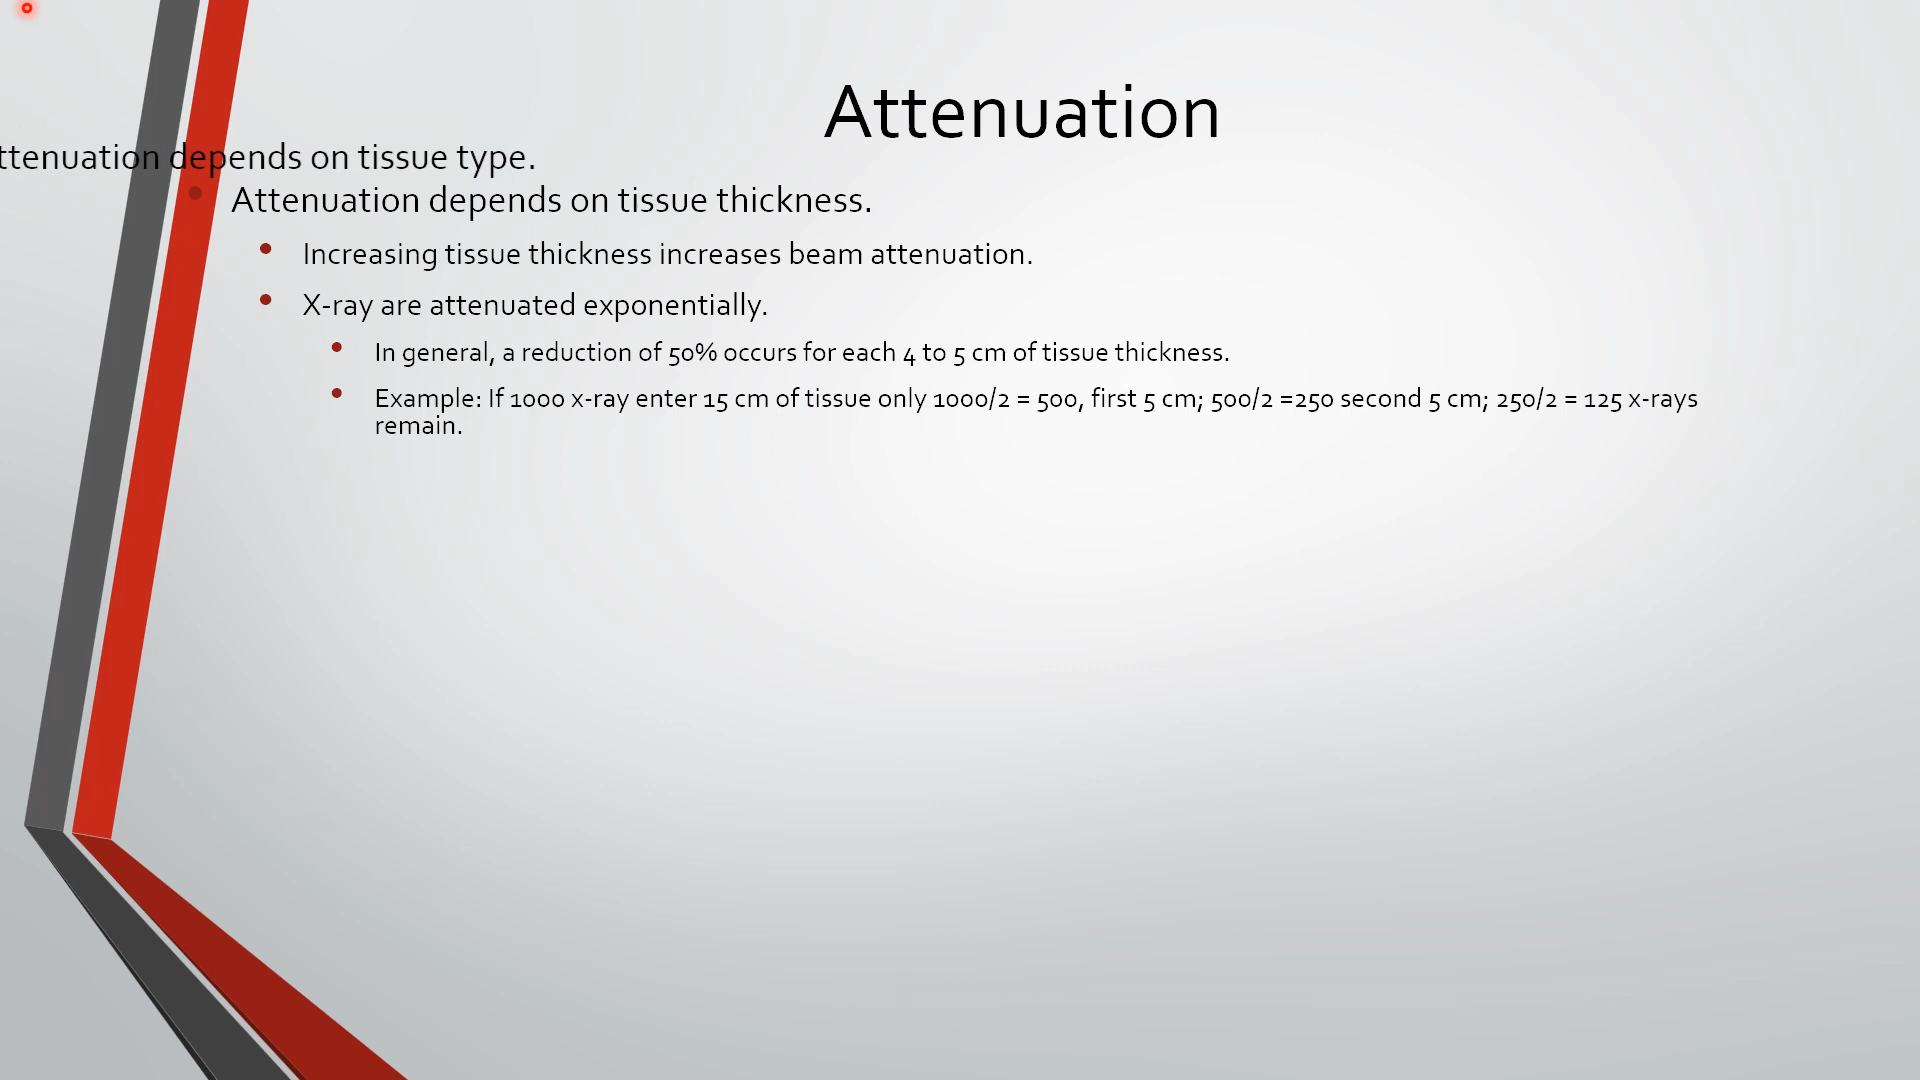 Attenuation
ttenuation depends on tissue type.
Attenuation depends on tissue thickness.
Increasing tissue thickness increases beam attenuation.
X-ray are attenuated exponentially.
In general, a reduction of 50% occurs for each 4 to 5 cm of tissue thickness.
Example: If 1000 x-ray enter 15 cm of tissue only 1000/2 = 500, first 5 cm; 500/2 =250 second 5 cm; 250/2 = 125 x-rays
remain.